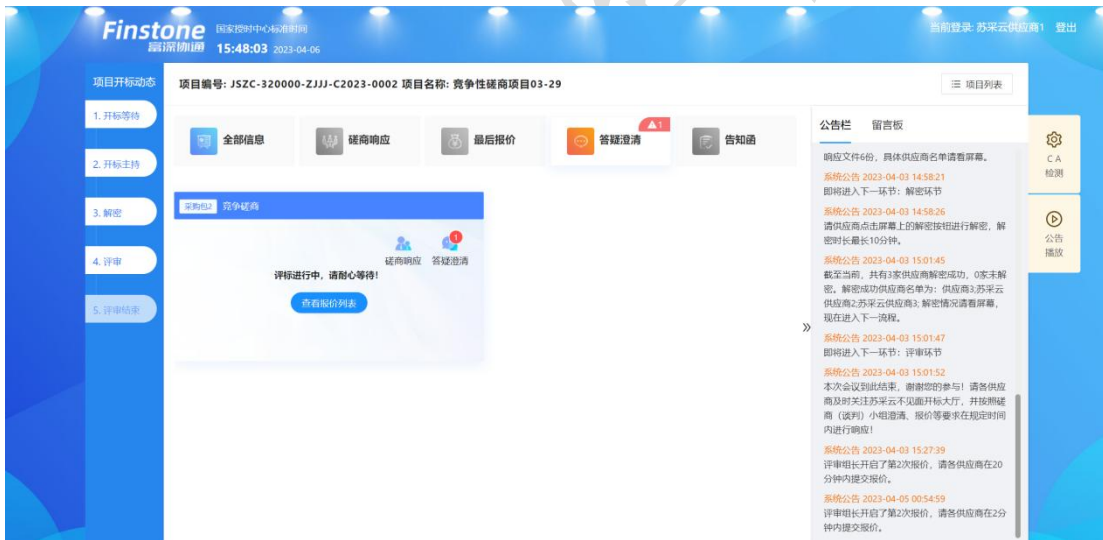 Finstone
富深协通
国家授时中心标准时间
15:48:03 2023-04-06
当前登录: 苏采云供应商1 登出
项目开标动态
1. 开标等待
2. 开标主持
3. 解密
4. 评审
5. 评审结束
项目编号: JSZC-320000-ZJJJ-C2023-0002 项目名称: 竞争性磋商项目03-29
项目列表
全部信息
磋商响应
最后报价
答疑澄清
1
告知函
采购包2 竞争磋商
1
磋商响应 答疑澄清
评标进行中，请耐心等待!
查看报价列表
»
公告栏 留言板
响应文件6份，具体供应商名单请看屏幕。
系统公告 2023-04-03 14:58:21
即将进入下一环节：解密环节
系统公告 2023-04-03 14:58:26
请供应商点击屏幕上的解密按钮进行解密，解
密时长最长10分钟。
系统公告 2023-04-03 15:01:45
截至当前，共有3家供应商解密成功，0家未解
密。解密成功供应商名单为：供应商3;苏采云
供应商2;苏采云供应商3; 解密情况请看屏幕，
现在进入下一流程。
系统公告 2023-04-03 15:01:47
即将进入下一环节：评审环节
系统公告 2023-04-03 15:01:52
本次会议到此结束，谢谢您的参与！请各供应
商及时关注苏采云不见面开标大厅，并按照磋
商（谈判）小组澄清、报价等要求在规定时间
内进行响应！
系统公告 2023-04-03 15:27:39
评审组长开启了第2次报价，请各供应商在20
分钟内提交报价。
系统公告 2023-04-05 00:54:59
评审组长开启了第2次报价，请各供应商在2分
钟内提交报价。
CA
检测
公告
播放